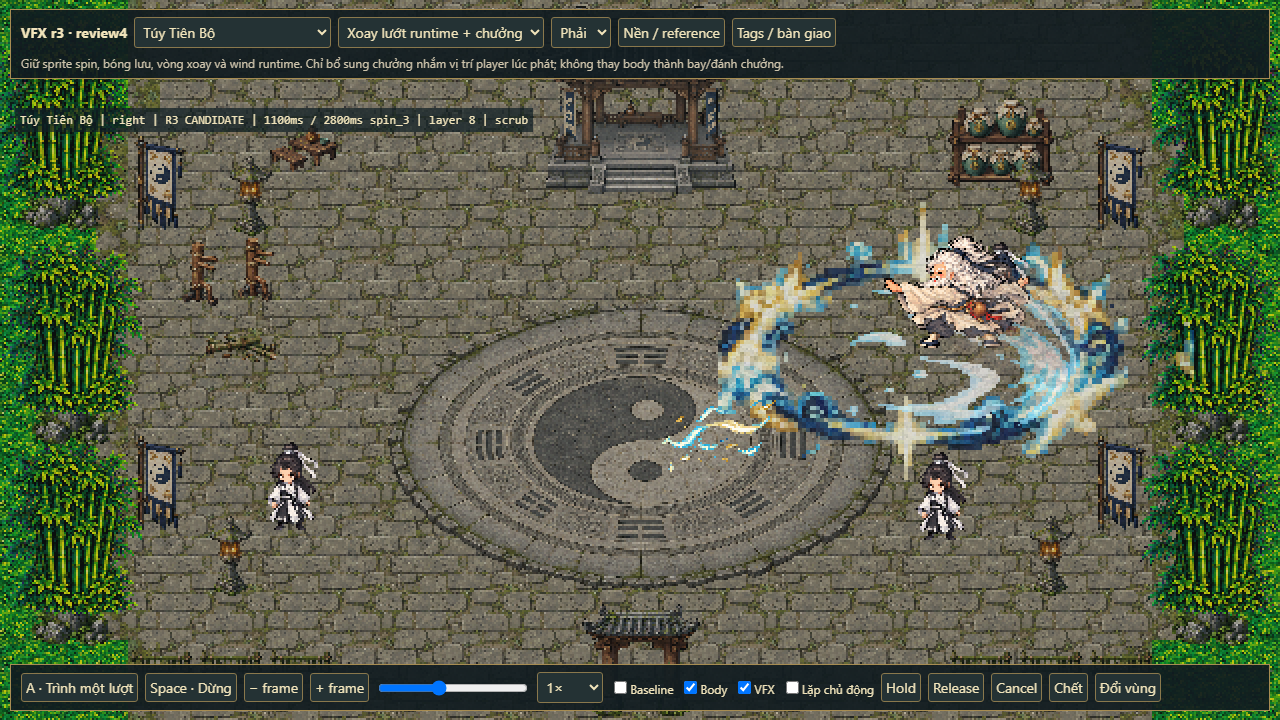 VFX r3 · review4 Túy Tiên Bộ Xoay lướt runtime + chưởng Phải Nền / reference Tags / bàn giao
Giữ sprite spin, bóng lưu, vòng xoay và wind runtime. Chỉ bổ sung chưởng nhắm vị trí player lúc phát; không thay body thành bay/đánh chưởng.
Túy Tiên Bộ | right | R3 CANDIDATE | 1100ms / 2800ms spin_3 | layer 8 | scrub
A · Trình một lượt Space · Dừng − frame + frame 1× Baseline Body VFX Lặp chủ động Hold Release Cancel Chết Đổi vùng